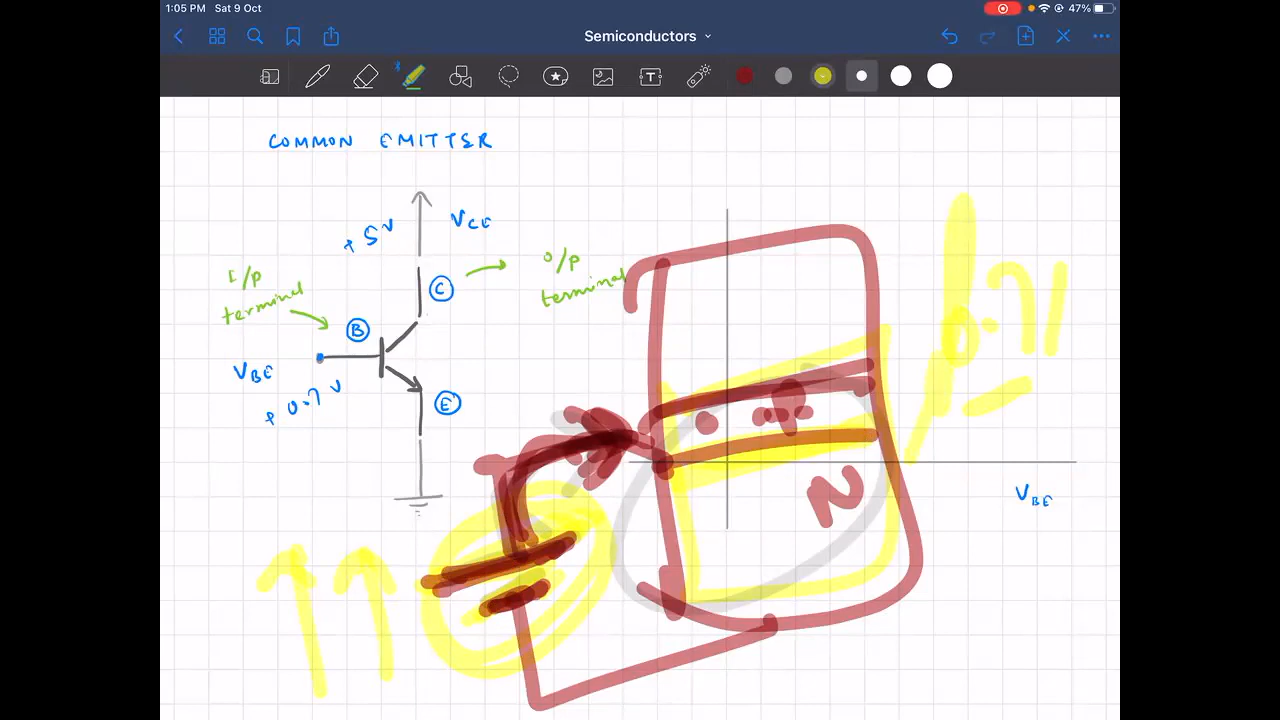 1:05 PM Sat 9 Oct
47%
Semiconductors
COMMON EMITTER
+5V
VCE
I/P
terminal
C
O/P
terminal
B
VBE
+0.7V
E
P
N
0.7V
VBE